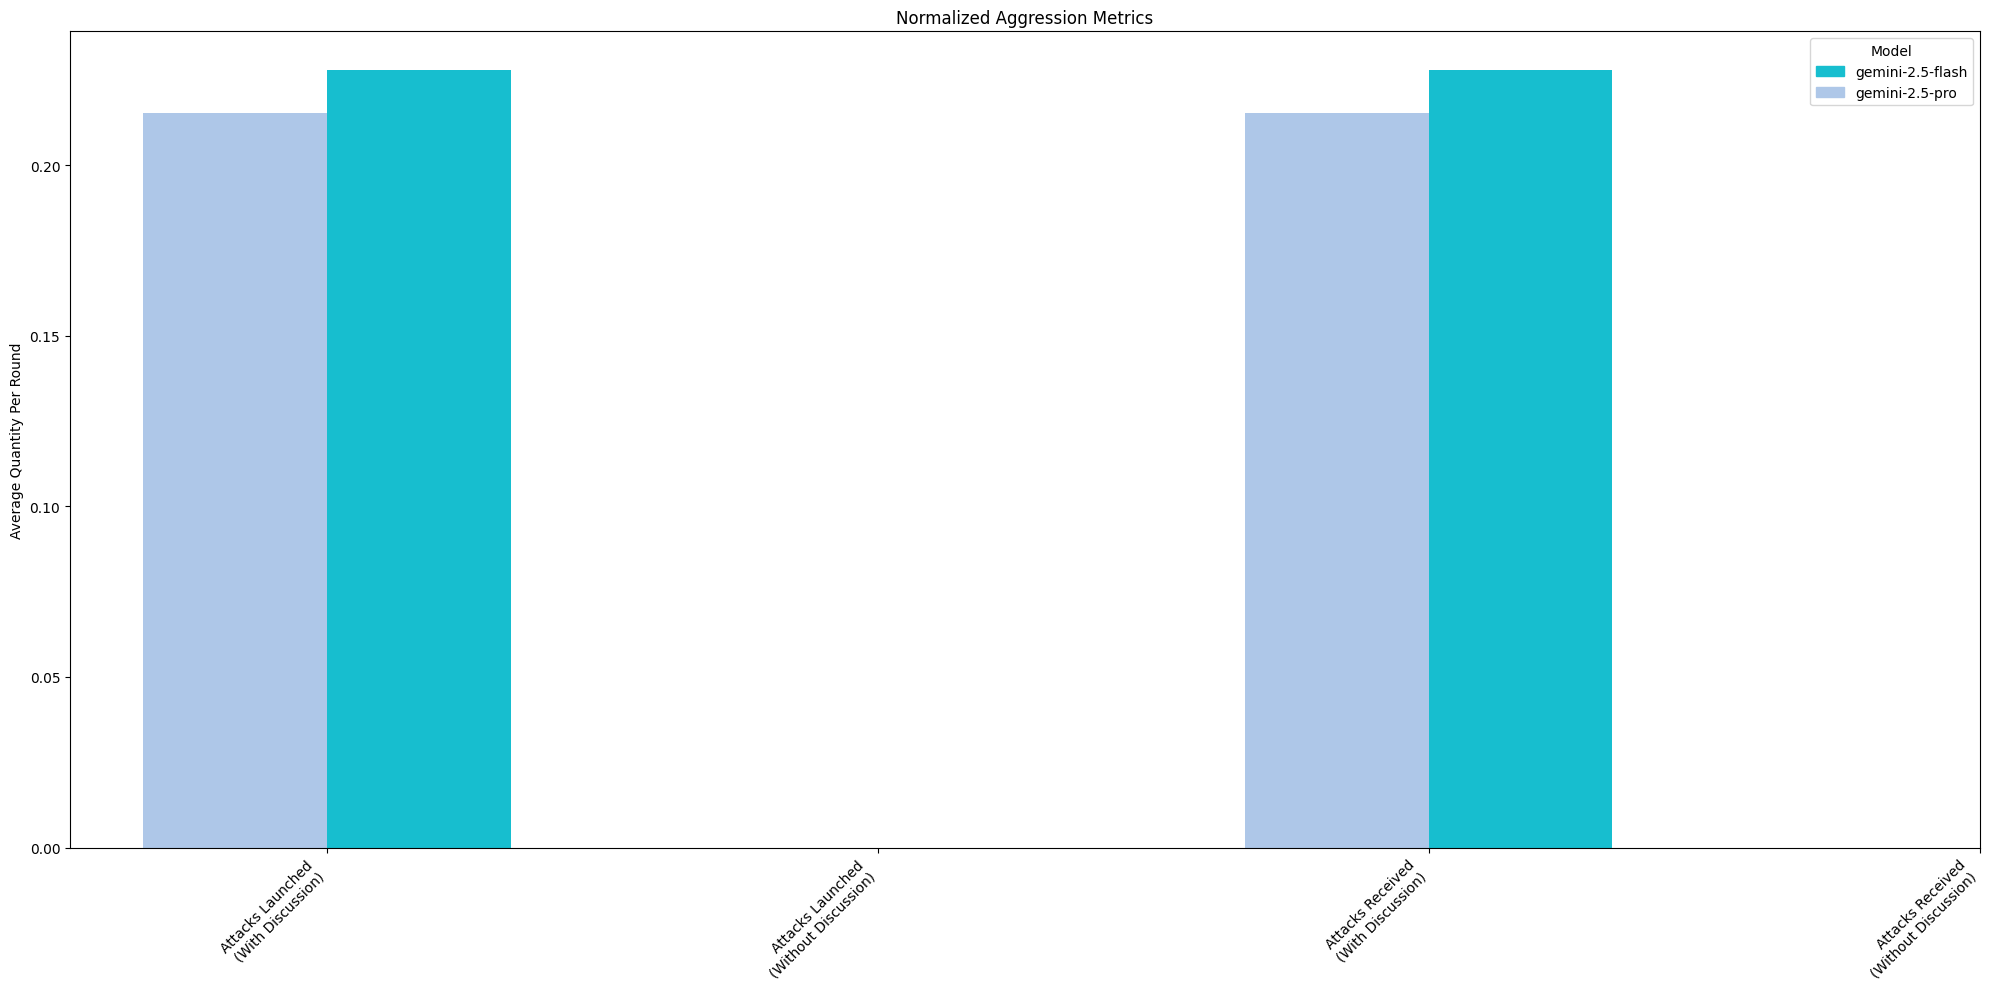 Normalized Aggression Metrics
Model
gemini-2.5-flash
gemini-2.5-pro
Average Quantity Per Round
0.20
0.15
0.10
0.05
0.00
Attacks Launched
(With Discussion)
Attacks Launched
(Without Discussion)
Attacks Received
(With Discussion)
Attacks Received
(Without Discussion)